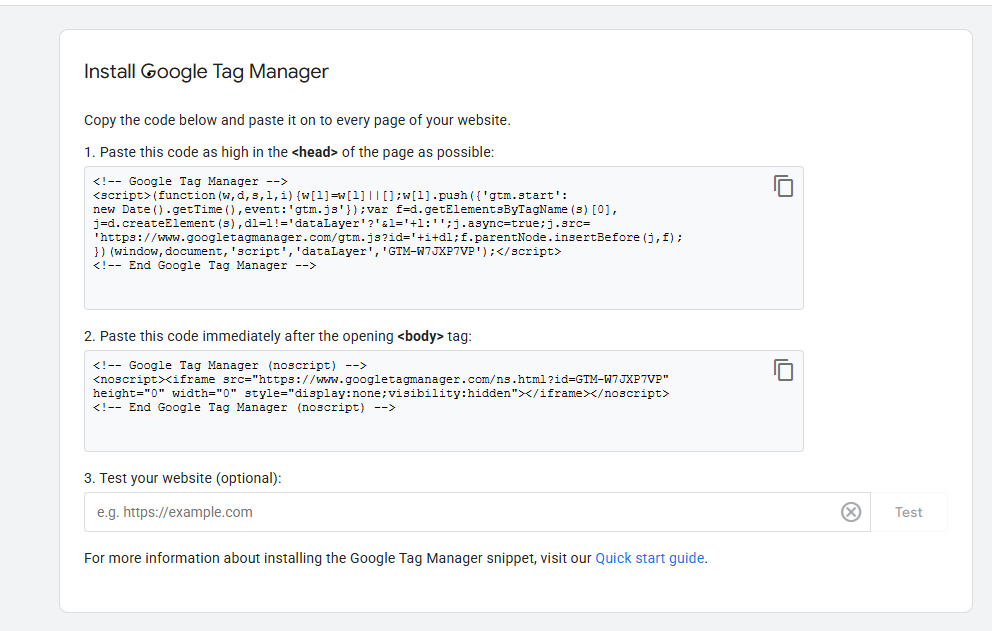 Install Google Tag Manager
Copy the code below and paste it on to every page of your website.
1. Paste this code as high in the <head> of the page as possible:
<!-- Google Tag Manager -->
<script>(function(w,d,s,l,i){w[l]=w[l]||[];w[l].push({'gtm.start':
new Date().getTime(),event:'gtm.js'});var f=d.getElementsByTagName(s)[0],
j=d.createElement(s),dl=l!='dataLayer'?'&l='+l:'';j.async=true;j.src=
'https://www.googletagmanager.com/gtm.js?id='+i+dl;f.parentNode.insertBefore(j,f);
})(window,document,'script','dataLayer','GTM-W7JXP7VP');</script>
<!-- End Google Tag Manager -->
2. Paste this code immediately after the opening <body> tag:
<!-- Google Tag Manager (noscript) -->
<noscript><iframe src="https://www.googletagmanager.com/ns.html?id=GTM-W7JXP7VP"
height="0" width="0" style="display:none;visibility:hidden"></iframe></noscript>
<!-- End Google Tag Manager (noscript) -->
3. Test your website (optional):
e.g. https://example.com
Test
For more information about installing the Google Tag Manager snippet, visit our Quick start guide.